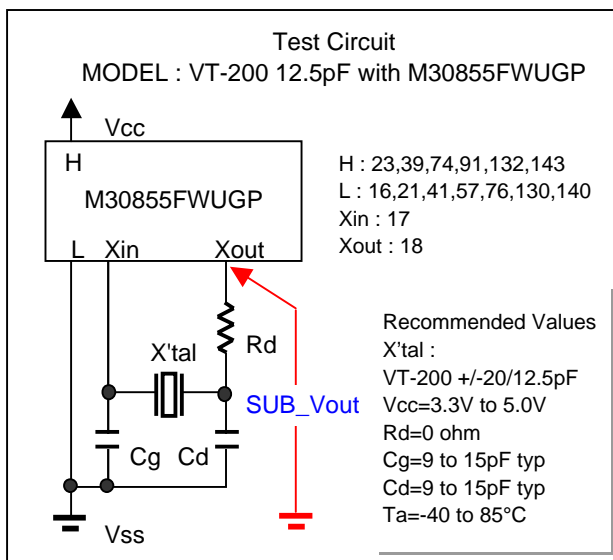 Test Circuit
MODEL : VT-200 12.5pF with M30855FWUGP
Vcc
H
M30855FWUGP
L Xin Xout
H : 23,39,74,91,132,143
L : 16,21,41,57,76,130,140
Xin : 17
Xout : 18
X'tal
Rd
SUB_Vout
Cg Cd
Vss
Recommended Values
X'tal :
VT-200 +/-20/12.5pF
Vcc=3.3V to 5.0V
Rd=0 ohm
Cg=9 to 15pF typ
Cd=9 to 15pF typ
Ta=-40 to 85°C